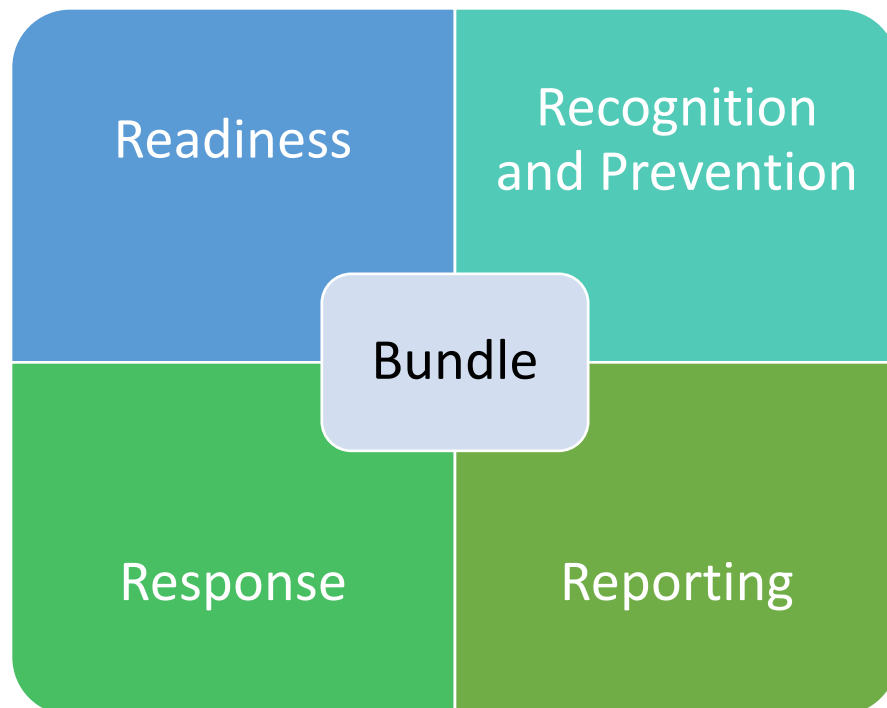 Readiness
Recognition
and Prevention
Bundle
Response
Reporting